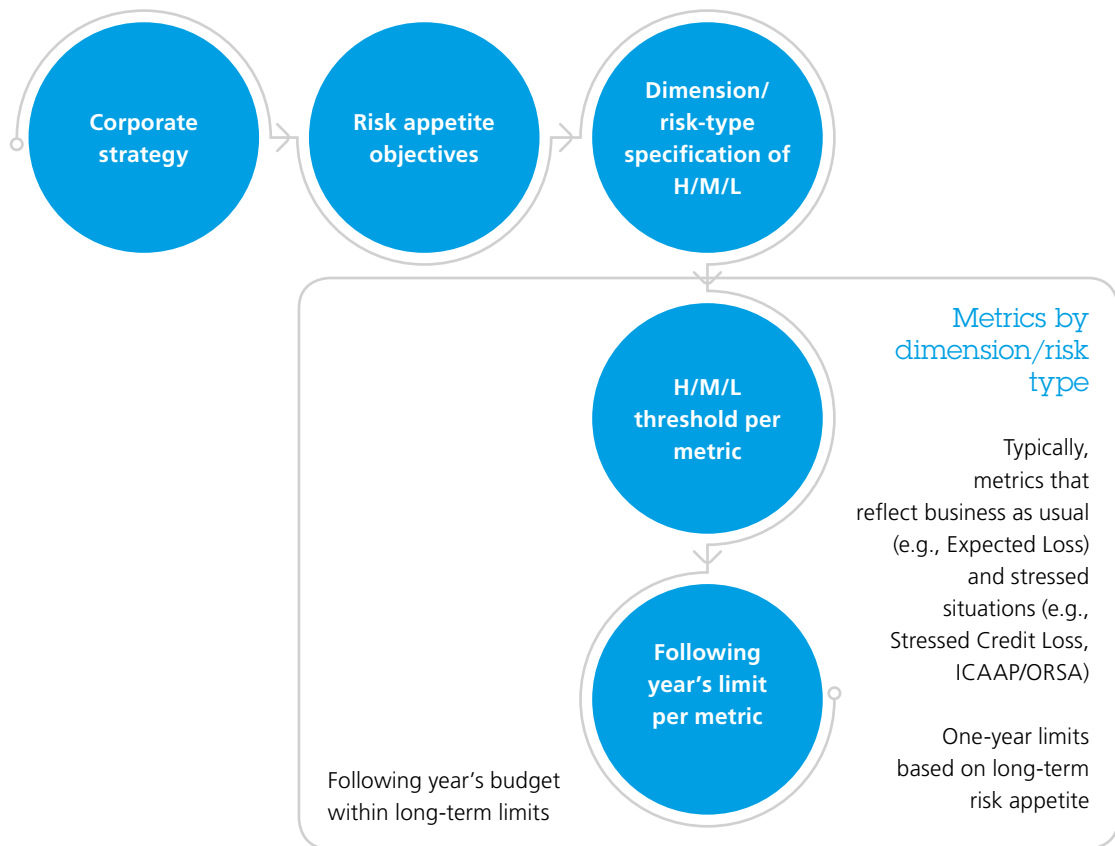 Corporate
strategy
Risk appetite
objectives
Dimension/
risk-type
specification of
H/M/L
Metrics by
dimension/risk
type
H/M/L
threshold per
metric
Typically,
metrics that
reflect business as usual
(e.g., Expected Loss)
and stressed
situations (e.g.,
Stressed Credit Loss,
ICAAP/ORSA)
Following
year’s limit
per metric
One-year limits
based on long-term
risk appetite
Following year’s budget
within long-term limits